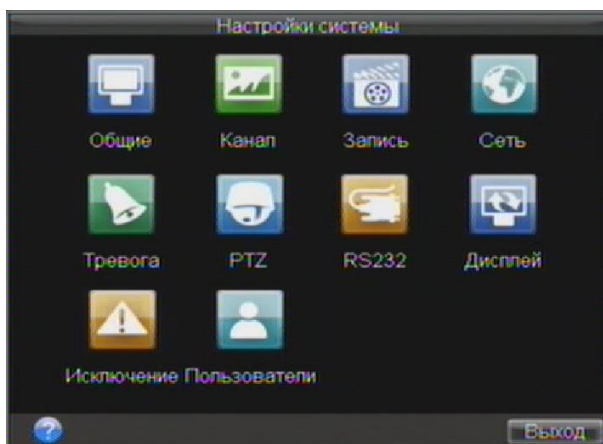 Настройки системы
Общие Канал Запись Сеть
Тревога PTZ RS232 Дисплей
Исключение Пользователи
? Выход